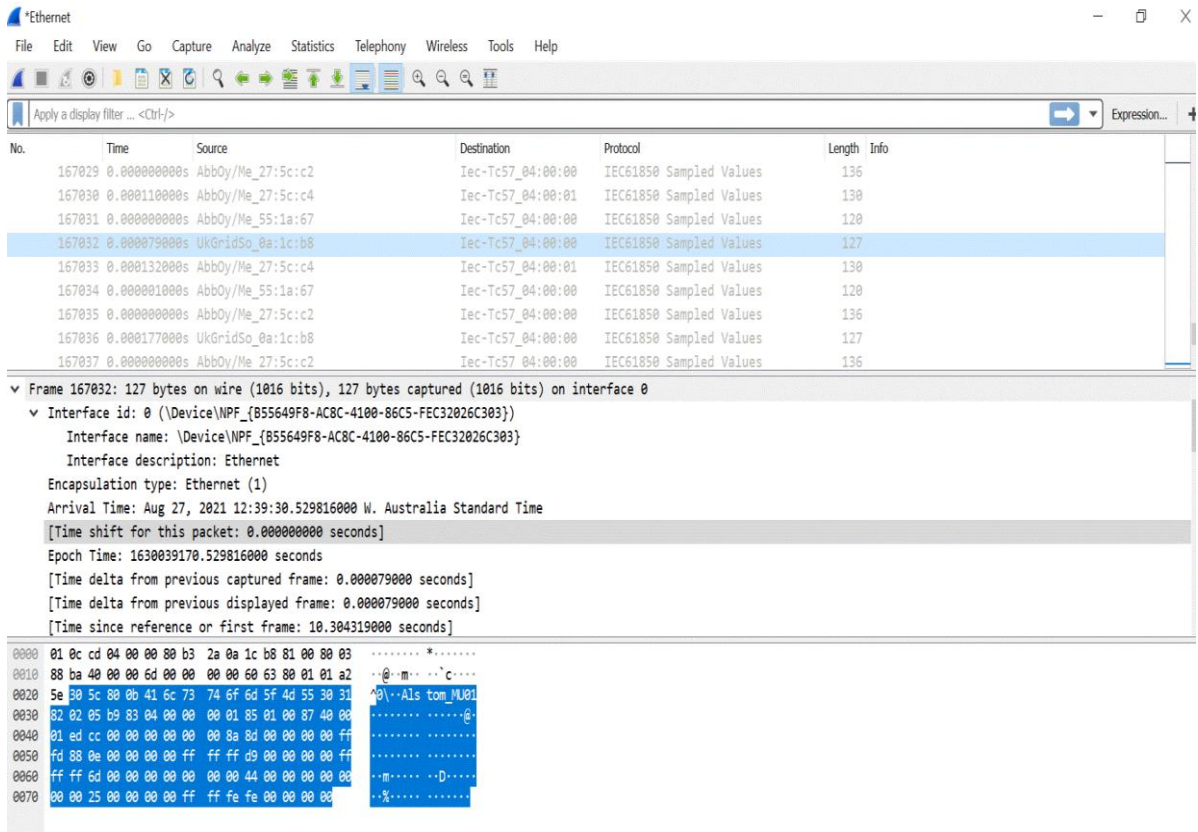 *Ethernet
File Edit View Go Capture Analyze Statistics Telephony Wireless Tools Help
Apply a display filter ... <Ctrl-/> Expression... +
No. Time Source Destination Protocol Length Info
167029 0.000000000s AbbOy/Me_27:5c:c2 Iec-Tc57_04:00:00 IEC61850 Sampled Values 136
167030 0.000110000s AbbOy/Me_27:5c:c4 Iec-Tc57_04:00:01 IEC61850 Sampled Values 130
167031 0.000000000s AbbOy/Me_55:1a:67 Iec-Tc57_04:00:00 IEC61850 Sampled Values 120
167032 0.000079000s UkGridSo_0a:1c:b8 Iec-Tc57_04:00:00 IEC61850 Sampled Values 127
167033 0.000132000s AbbOy/Me_27:5c:c4 Iec-Tc57_04:00:01 IEC61850 Sampled Values 130
167034 0.000001000s AbbOy/Me_55:1a:67 Iec-Tc57_04:00:00 IEC61850 Sampled Values 120
167035 0.000000000s AbbOy/Me_27:5c:c2 Iec-Tc57_04:00:00 IEC61850 Sampled Values 136
167036 0.000177000s UkGridSo_0a:1c:b8 Iec-Tc57_04:00:00 IEC61850 Sampled Values 127
167037 0.000000000s AbbOy/Me_27:5c:c2 Iec-Tc57_04:00:00 IEC61850 Sampled Values 136
Frame 167032: 127 bytes on wire (1016 bits), 127 bytes captured (1016 bits) on interface 0
Interface id: 0 (\Device\NPF_{B55649F8-AC8C-4100-86C5-FEC32026C303})
Interface name: \Device\NPF_{B55649F8-AC8C-4100-86C5-FEC32026C303}
Interface description: Ethernet
Encapsulation type: Ethernet (1)
Arrival Time: Aug 27, 2021 12:39:30.529816000 W. Australia Standard Time
[Time shift for this packet: 0.000000000 seconds]
Epoch Time: 1630039170.529816000 seconds
[Time delta from previous captured frame: 0.000079000 seconds]
[Time delta from previous displayed frame: 0.000079000 seconds]
[Time since reference or first frame: 10.304319000 seconds]
0000 01 0c cd 04 00 00 80 b3 2a 0a 1c b8 81 00 80 03 ········ *·······
0010 88 ba 40 00 00 6d 00 00 00 00 60 63 80 01 01 a2 ··@··m·· ··`c····
0020 5e 30 5c 80 0b 41 6c 73 74 6f 6d 5f 4d 55 30 31 ^0\··Als tom_MU01
0030 82 02 05 b9 83 04 00 00 00 01 85 01 00 87 40 00 ········ ······@·
0040 01 ed cc 00 00 00 00 00 00 8a 8d 00 00 00 00 ff ········ ········
0050 fd 88 0e 00 00 00 00 ff ff ff d9 00 00 00 00 ff ········ ········
0060 ff ff 6d 00 00 00 00 00 00 00 44 00 00 00 00 00 ··m····· ··D·····
0070 00 00 25 00 00 00 00 ff ff fe fe 00 00 00 00 ··%····· ·······